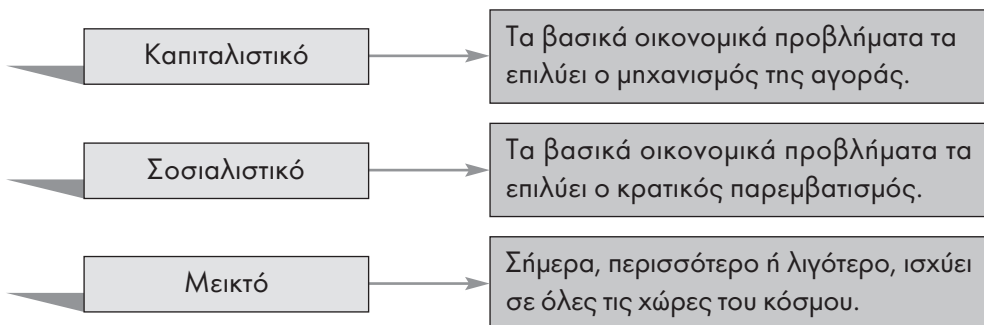 Καπιταλιστικό
Τα βασικά οικονομικά προβλήματα τα
επιλύει ο μηχανισμός της αγοράς.
Σοσιαλιστικό
Τα βασικά οικονομικά προβλήματα τα
επιλύει ο κρατικός παρεμβατισμός.
Μεικτό
Σήμερα, περισσότερο ή λιγότερο, ισχύει
σε όλες τις χώρες του κόσμου.